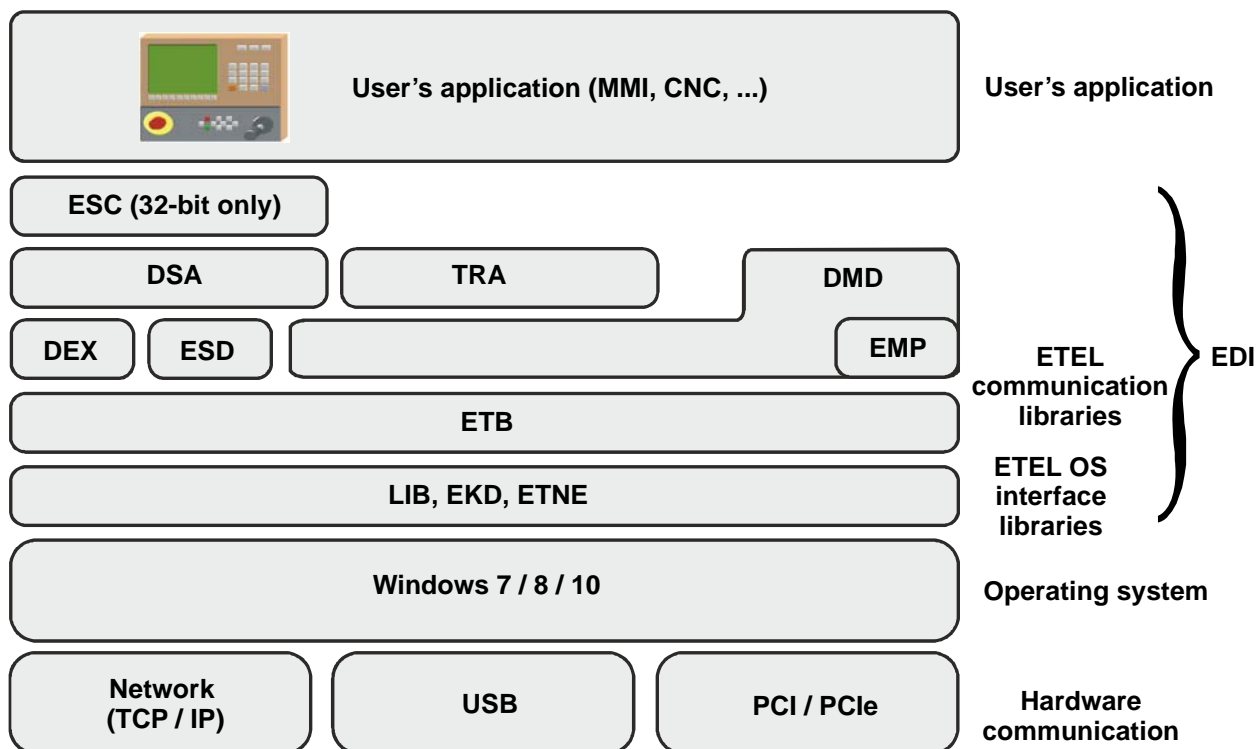 User’s application (MMI, CNC, ...)
User’s application
ESC (32-bit only)
DSA
TRA
DMD
DEX
ESD
EMP
ETEL
communication
libraries
EDI
ETB
LIB, EKD, ETNE
ETEL OS
interface
libraries
Windows 7 / 8 / 10
Operating system
Network
(TCP / IP)
USB
PCI / PCIe
Hardware
communication